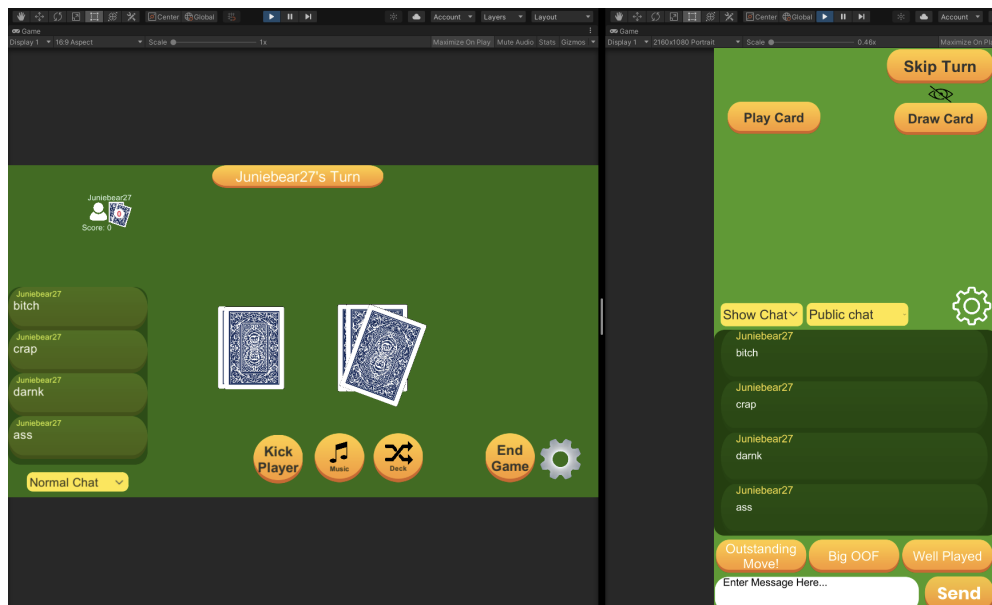 Center Global Account Layers Layout
Game
Display 1 16:9 Aspect Scale 1x Maximize On Play Mute Audio Stats Gizmos
Juniebear27's Turn
Juniebear27
0
Score: 0
Juniebear27
bitch
Juniebear27
crap
Juniebear27
darnk
Juniebear27
ass
Normal Chat
Kick
Player
Music
Deck
End
Game
Center Global Account
Game
Display 1 2160x1080 Portrait Scale 0.46x Maximize On Pla
Skip Turn
Play Card
Draw Card
Show Chat Public chat
Juniebear27
bitch
Juniebear27
crap
Juniebear27
darnk
Juniebear27
ass
Outstanding
Move!
Big OOF
Well Played
Enter Message Here...
Send